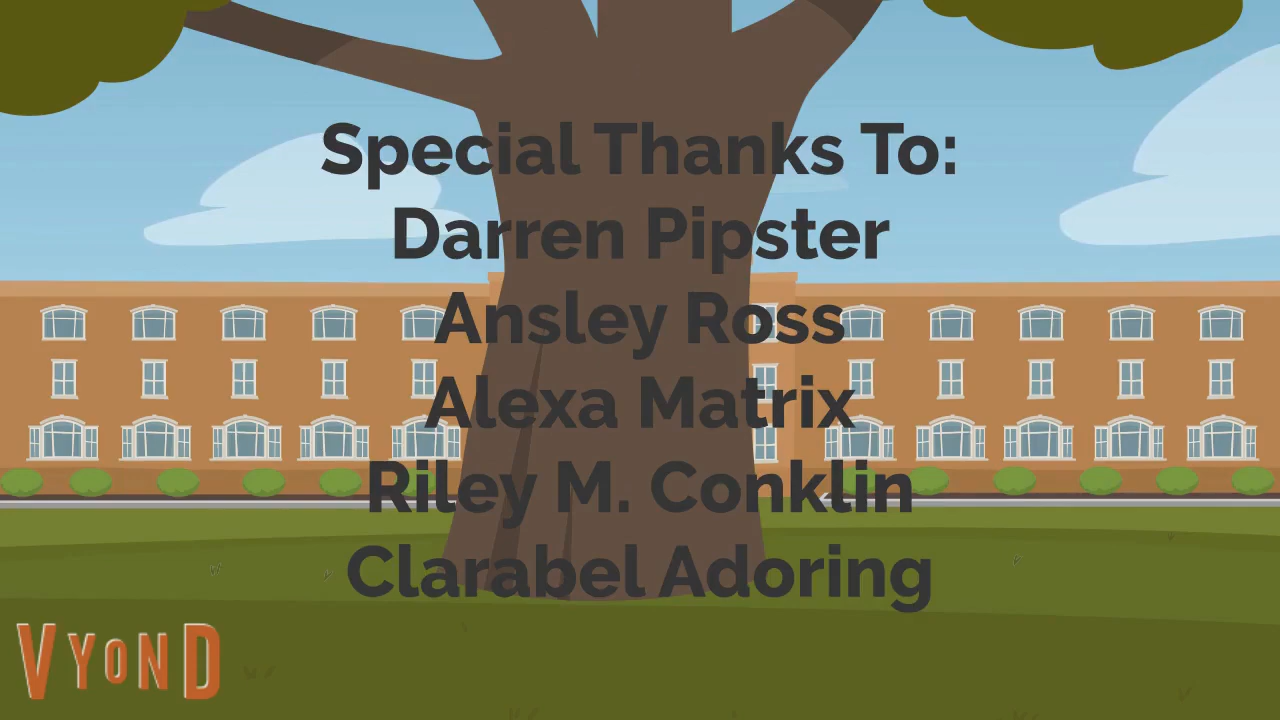 Special Thanks To:
Darren Pipster
Ansley Ross
Alexa Matrix
Riley M. Conklin
Clarabel Adoring
VYOND